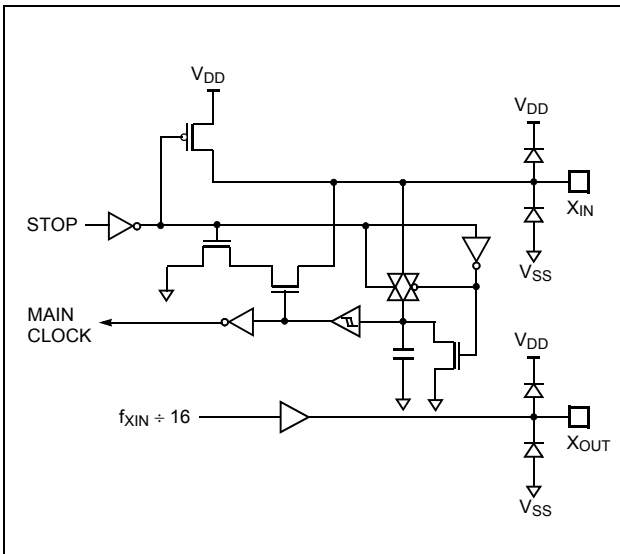 VDD
VDD
XIN
STOP
VSS
MAIN
CLOCK
VDD
fXIN ÷ 16
XOUT
VSS